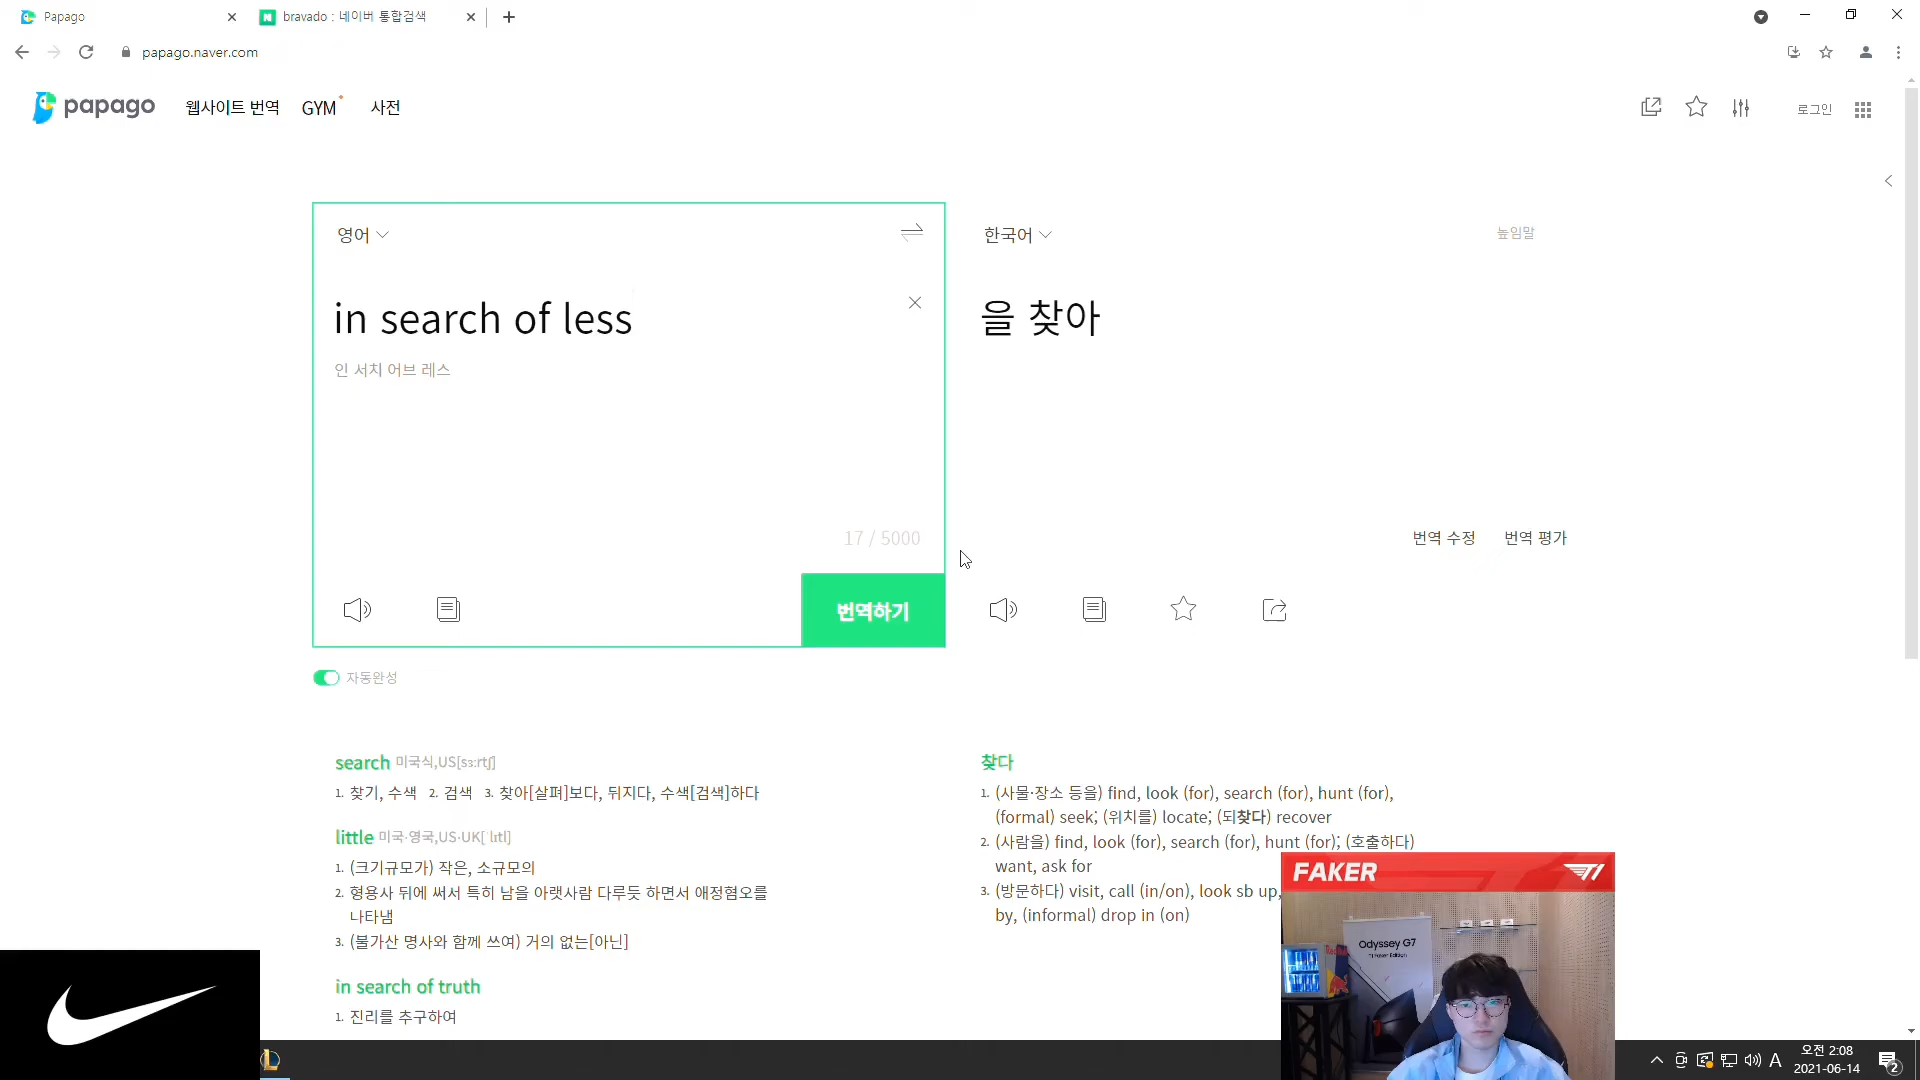 Papago
bravado : 네이버 통합검색
papago.naver.com
papago
웹사이트 번역
GYM
사전
로그인
영어
in search of less
인 서치 어브 레스
17 / 5000
번역하기
한국어
높임말
을 찾아
번역 수정
번역 평가
자동완성
search 미국식,US[sɜːrtʃ]
1. 찾기, 수색 2. 검색 3. 찾아[살펴]보다, 뒤지다, 수색[검색]하다
little 미국·영국,US·UK[ˈlɪtl]
1. (크기규모가) 작은, 소규모의
2. 형용사 뒤에 써서 특히 남을 아랫사람 다루듯 하면서 애정혐오를
나타냄
3. (불가산 명사와 함께 쓰여) 거의 없는[아닌]
in search of truth
1. 진리를 추구하여
찾다
1. (사물·장소 등을) find, look (for), search (for), hunt (for),
(formal) seek; (위치를) locate; (되찾다) recover
2. (사람을) find, look (for), search (for), hunt (for); (호출하다)
want, ask for
3. (방문하다) visit, call (in/on), look sb up,
by, (informal) drop in (on)
FAKER
T1
Odyssey G7
T1 Faker Edition
Red Bull
A
오전 2:08
2021-06-14
2